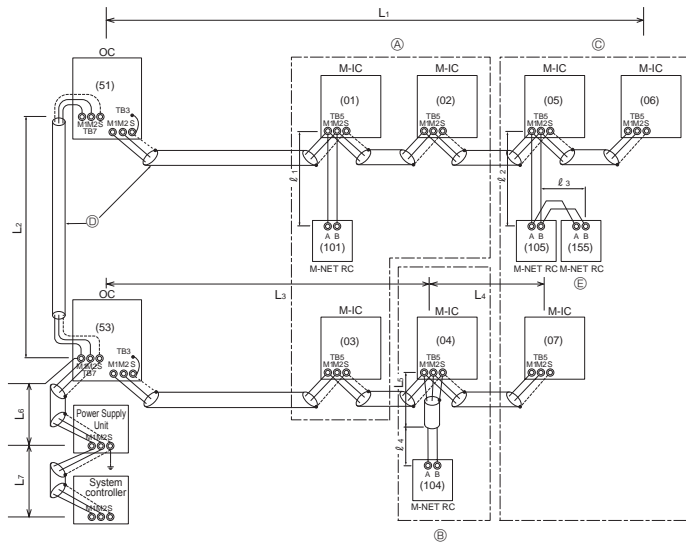 L1
Ⓐ
Ⓒ
OC
M-IC
M-IC
M-IC
M-IC
(51)
(01)
(02)
(05)
(06)
TB3
M1M2S
M1M2S
TB7
TB5
M1M2S
TB5
M1M2S
TB5
M1M2S
TB5
M1M2S
L2
Ⓓ
ℓ1
ℓ2
ℓ3
A B
(101)
M-NET RC
A B
(105)
M-NET RC
A B
(155)
M-NET RC
Ⓔ
OC
L3
L4
M-IC
M-IC
M-IC
(53)
(03)
(04)
(07)
TB3
M1M2S
M1M2S
TB7
TB5
M1M2S
TB5
M1M2S
TB5
M1M2S
L5
ℓ4
L6
Power Supply
Unit
M1M2S
L7
System
controller
M1M2S
A B
(104)
M-NET RC
Ⓑ